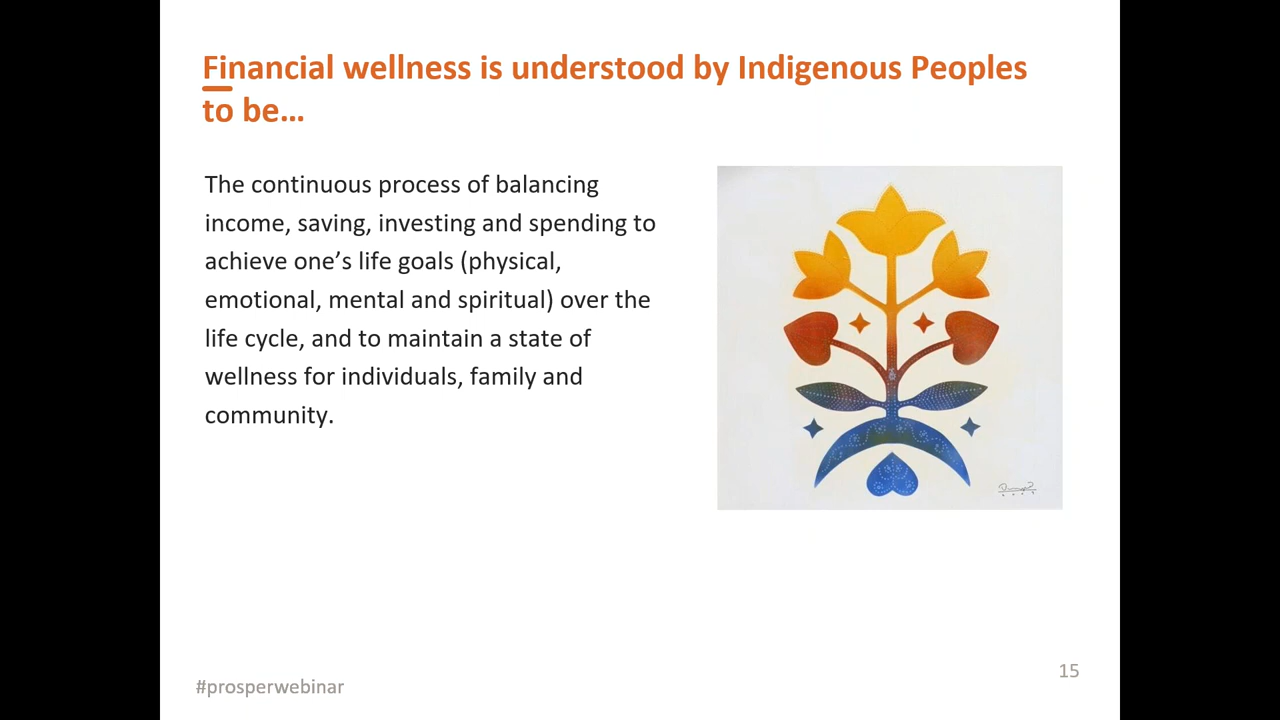 Financial wellness is understood by Indigenous Peoples
to be…
The continuous process of balancing
income, saving, investing and spending to
achieve one’s life goals (physical,
emotional, mental and spiritual) over the
life cycle, and to maintain a state of
wellness for individuals, family and
community.
#prosperwebinar
15